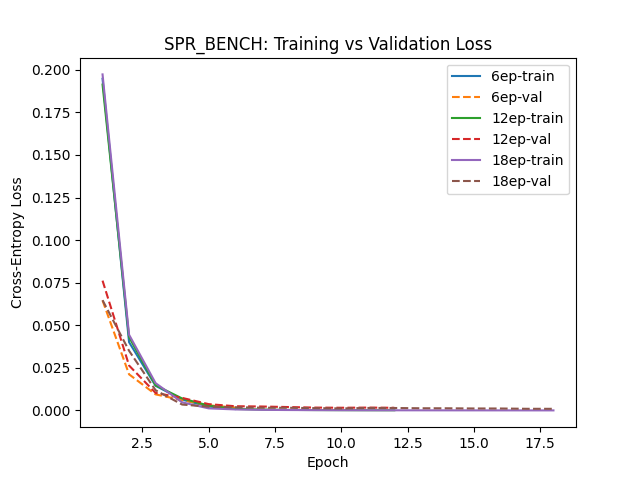 SPR_BENCH: Training vs Validation Loss
0.200
0.175
0.150
0.125
0.100
0.075
0.050
0.025
0.000
Cross-Entropy Loss
6ep-train
6ep-val
12ep-train
12ep-val
18ep-train
18ep-val
2.5 5.0 7.5 10.0 12.5 15.0 17.5
Epoch